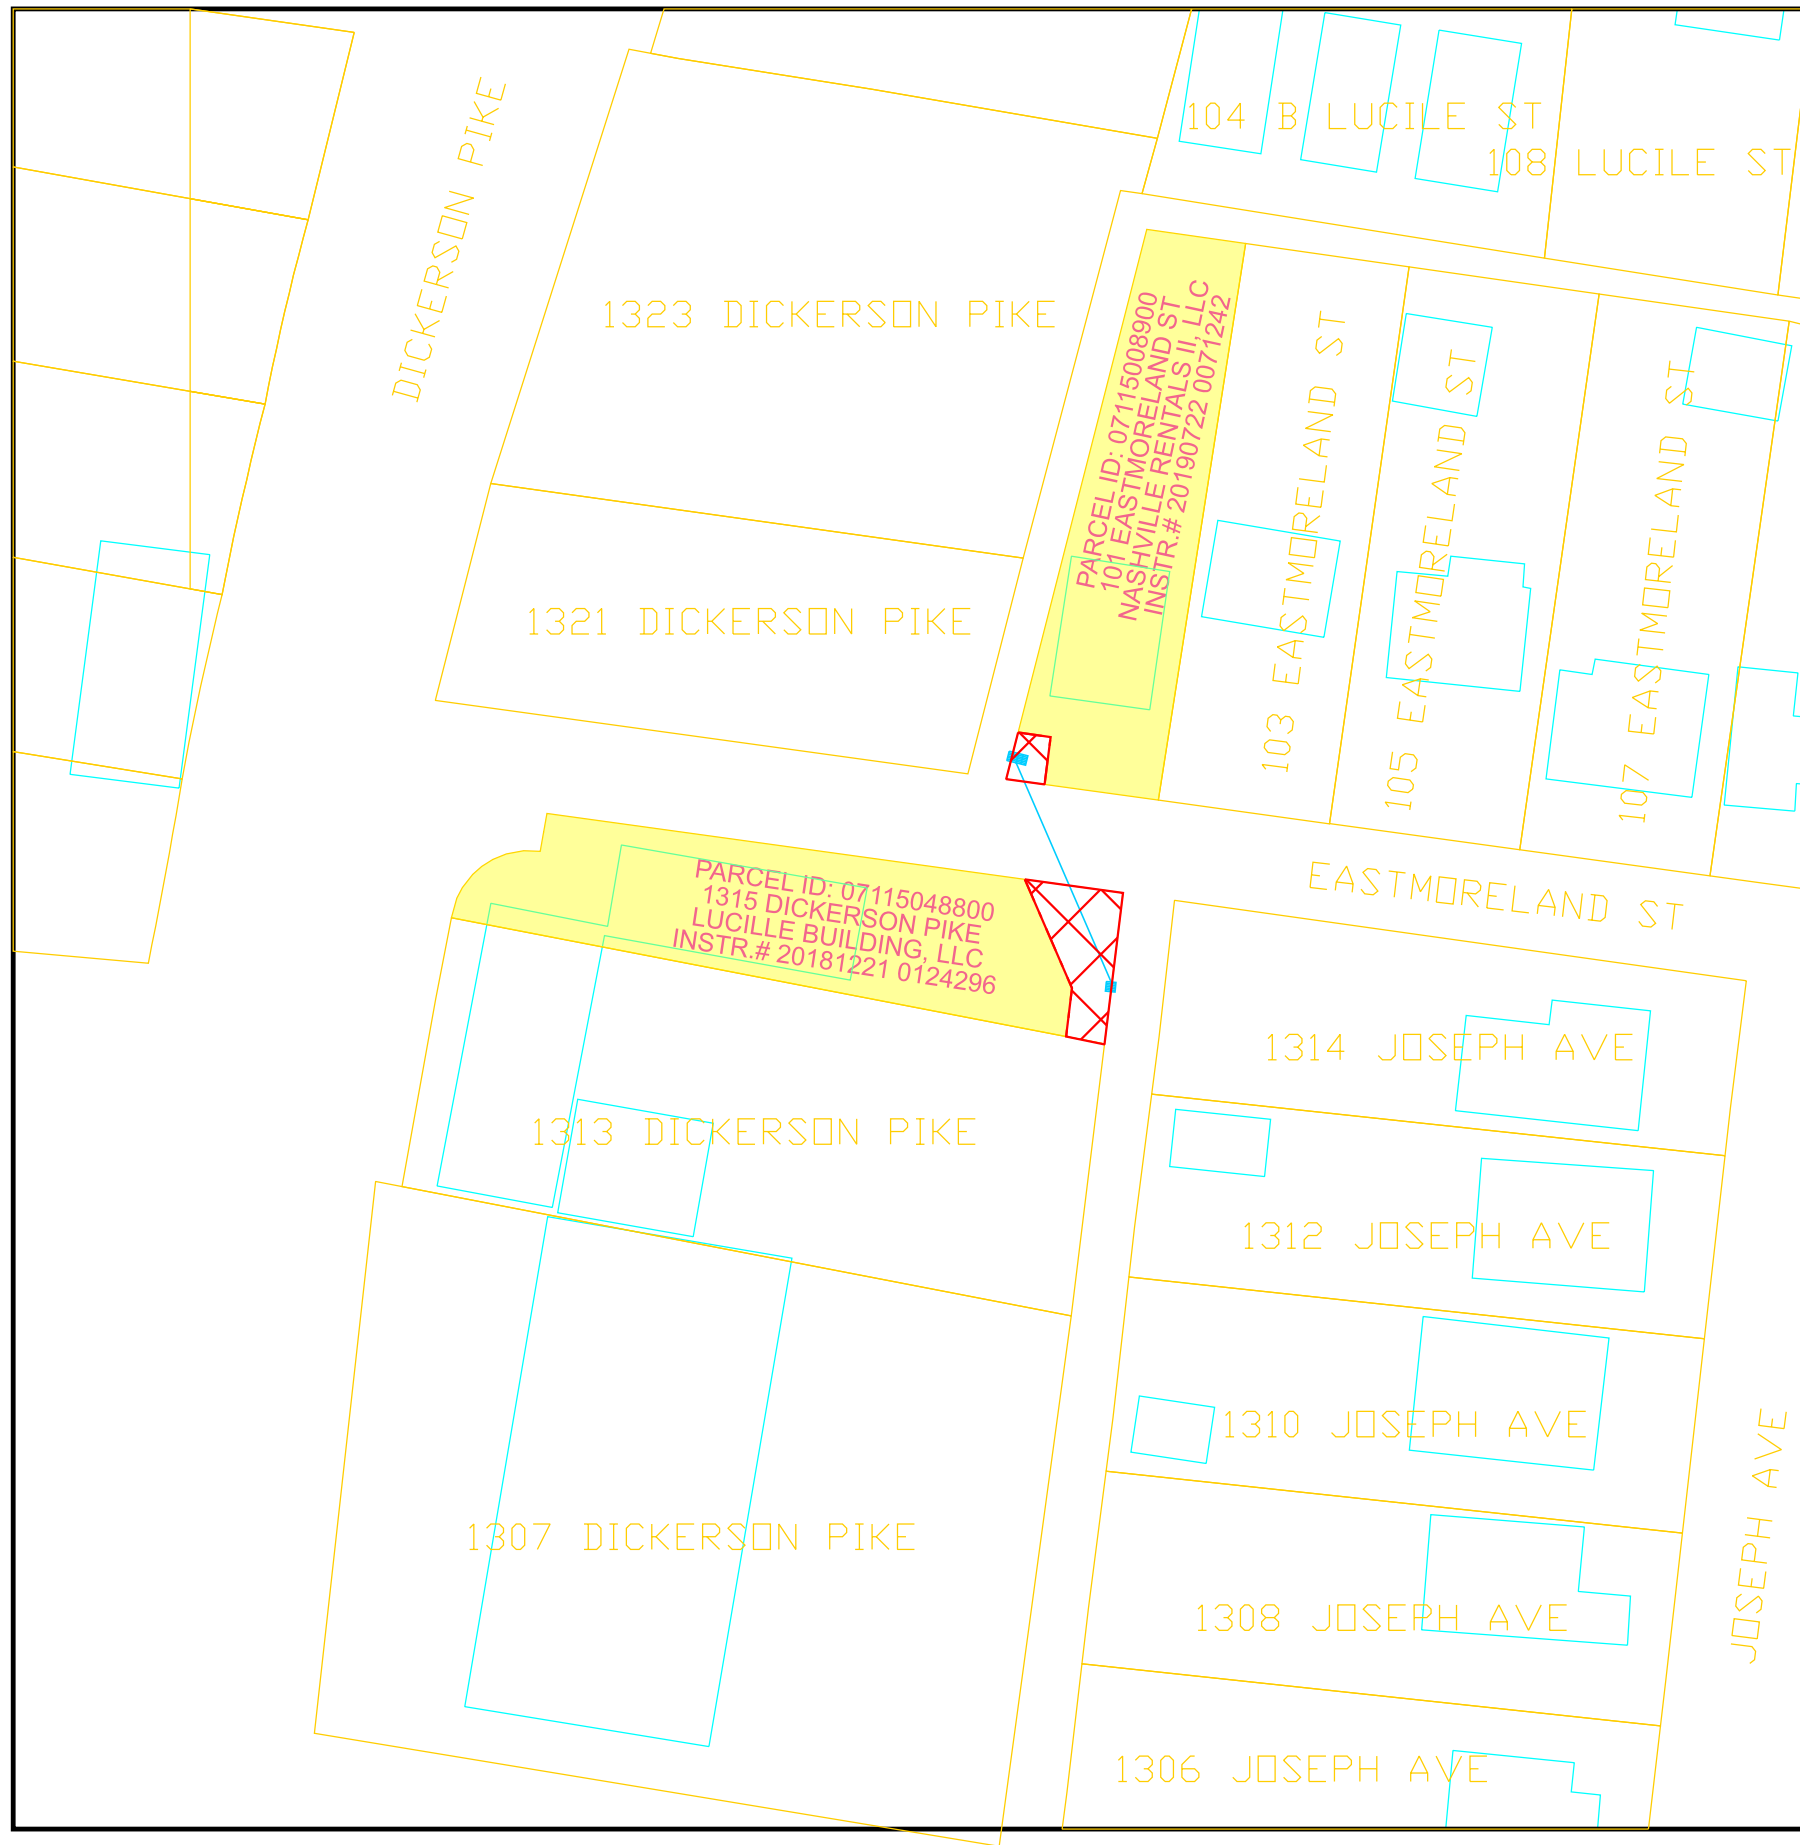 DICKERSON PIKE
104 B LUCILE ST
108 LUCILE ST
1323 DICKERSON PIKE
PARCEL ID: 07115008900
101 EASTMORELAND ST
NASHVILLE RENTALS II, LLC
INSTR.# 20190722 0071242
103 EASTMORELAND ST
105 EASTMORELAND ST
107 EASTMORELAND ST
1321 DICKERSON PIKE
PARCEL ID: 07115048800
1315 DICKERSON PIKE
LUCILLE BUILDING, LLC
INSTR.# 20181221 0124296
EASTMORELAND ST
1314 JOSEPH AVE
1313 DICKERSON PIKE
1312 JOSEPH AVE
1310 JOSEPH AVE
1307 DICKERSON PIKE
JOSEPH AVE
1308 JOSEPH AVE
1306 JOSEPH AVE